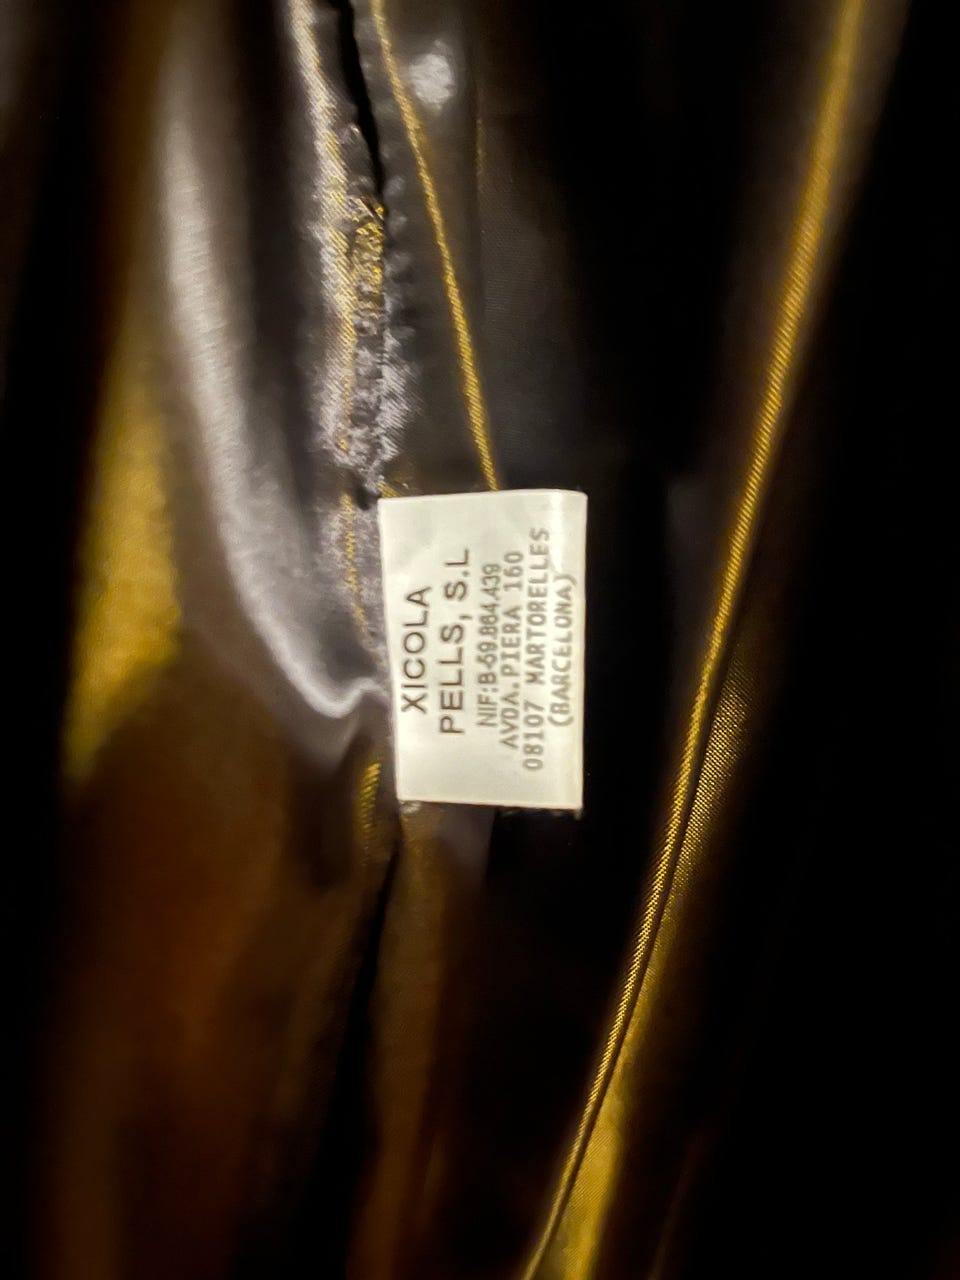 XICOLA
PELLS, S.L
NIF:B-59.864.439
AVDA.PIERA 160
08107 MARTORELLES
(BARCELONA)